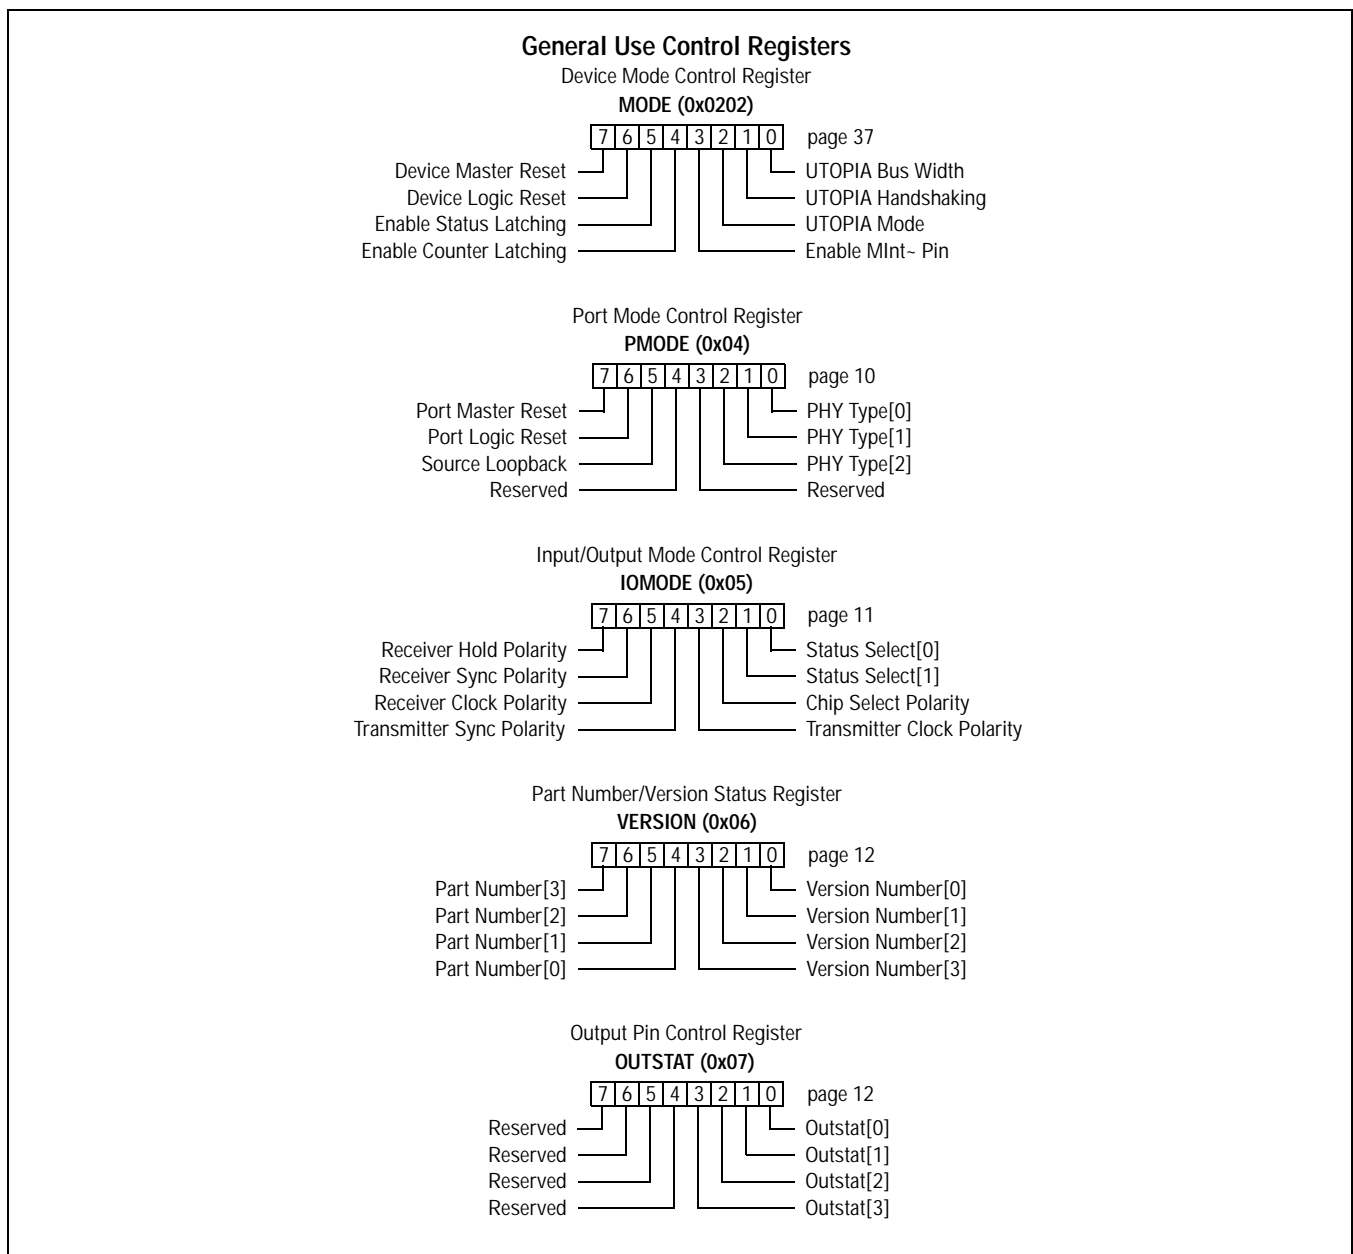 General Use Control Registers
Device Mode Control Register
MODE (0x0202)
7 6 5 4 3 2 1 0 page 37
Device Master Reset UTOPIA Bus Width
Device Logic Reset UTOPIA Handshaking
Enable Status Latching UTOPIA Mode
Enable Counter Latching Enable MInt~ Pin
Port Mode Control Register
PMODE (0x04)
7 6 5 4 3 2 1 0 page 10
Port Master Reset PHY Type[0]
Port Logic Reset PHY Type[1]
Source Loopback PHY Type[2]
Reserved Reserved
Input/Output Mode Control Register
IOMODE (0x05)
7 6 5 4 3 2 1 0 page 11
Receiver Hold Polarity Status Select[0]
Receiver Sync Polarity Status Select[1]
Receiver Clock Polarity Chip Select Polarity
Transmitter Sync Polarity Transmitter Clock Polarity
Part Number/Version Status Register
VERSION (0x06)
7 6 5 4 3 2 1 0 page 12
Part Number[3] Version Number[0]
Part Number[2] Version Number[1]
Part Number[1] Version Number[2]
Part Number[0] Version Number[3]
Output Pin Control Register
OUTSTAT (0x07)
7 6 5 4 3 2 1 0 page 12
Reserved Outstat[0]
Reserved Outstat[1]
Reserved Outstat[2]
Reserved Outstat[3]